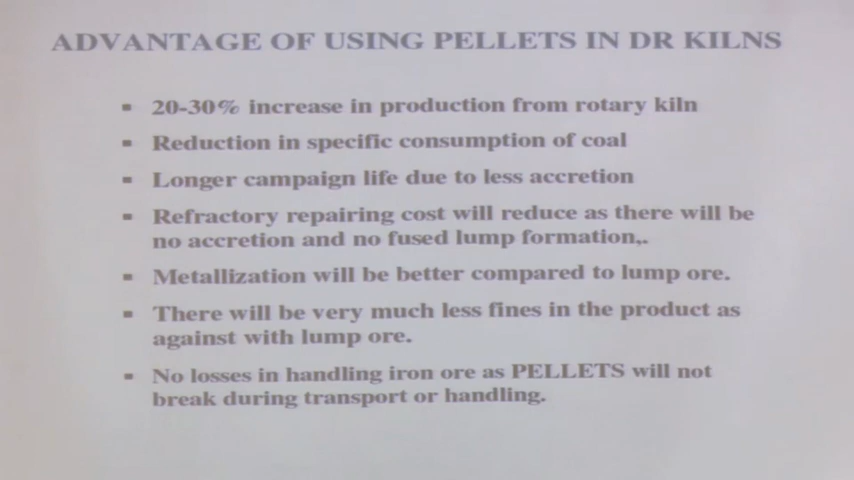 ADVANTAGE OF USING PELLETS IN DR KILNS
▪ 20-30% increase in production from rotary kiln
▪ Reduction in specific consumption of coal
▪ Longer campaign life due to less accretion
▪ Refractory repairing cost will reduce as there will be
no accretion and no fused lump formation,.
▪ Metallization will be better compared to lump ore.
▪ There will be very much less fines in the product as
against with lump ore.
▪ No losses in handling iron ore as PELLETS will not
break during transport or handling.